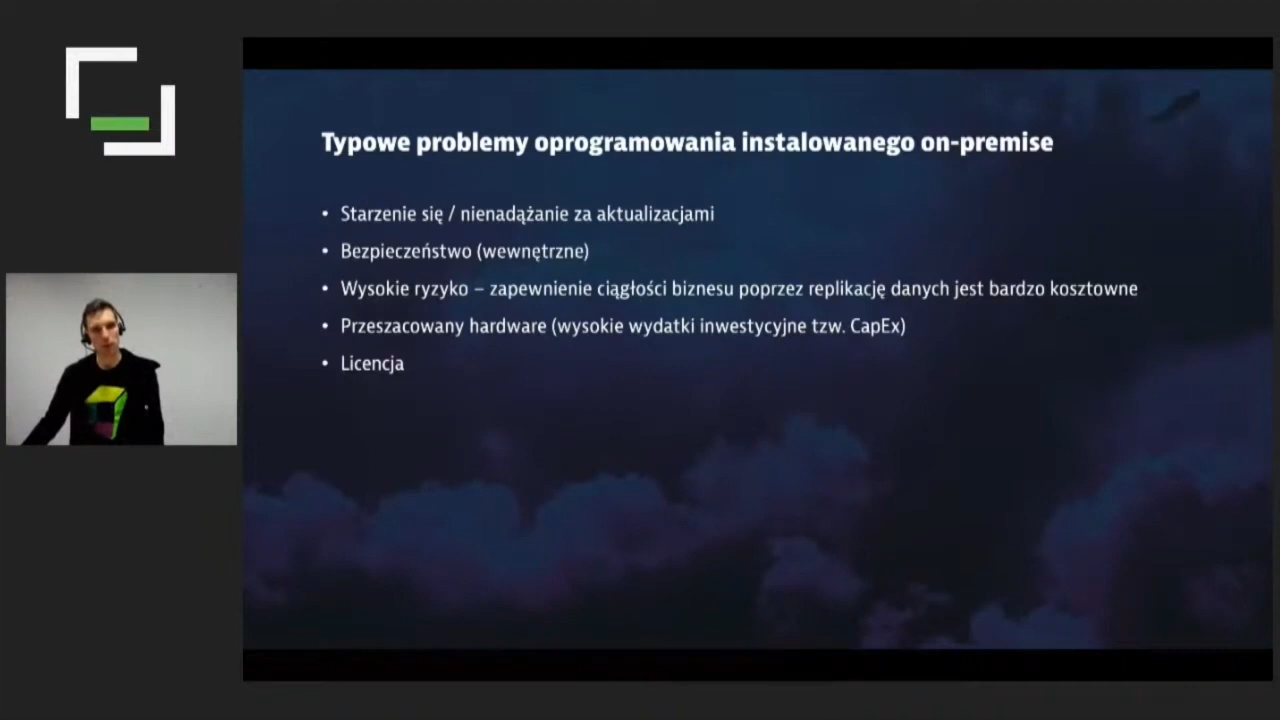 Typowe problemy oprogramowania instalowanego on-premise
• Starzenie się / nienadążanie za aktualizacjami
• Bezpieczeństwo (wewnętrzne)
• Wysokie ryzyko – zapewnienie ciągłości biznesu poprzez replikację danych jest bardzo kosztowne
• Przeszacowany hardware (wysokie wydatki inwestycyjne tzw. CapEx)
• Licencja